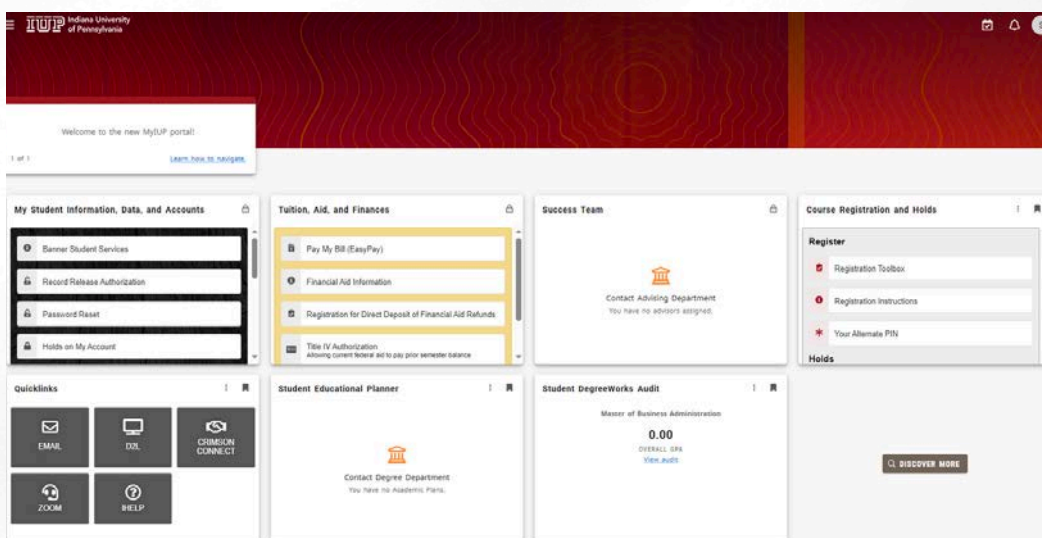 IUP Indiana University
of Pennsylvania
Welcome to the new MyIUP portal!
1 of 1
Learn how to navigate.
My Student Information, Data, and Accounts
Banner Student Services
Record Release Authorization
Password Reset
Holds on My Account
Tuition, Aid, and Finances
Pay My Bill (EasyPay)
Financial Aid Information
Registration for Direct Deposit of Financial Aid Refunds
Title IV Authorization
Allowing current federal aid to pay prior semester balance
Success Team
Contact Advising Department
You have no advisors assigned.
Course Registration and Holds
Register
Registration Toolbox
Registration Instructions
Your Alternate PIN
Holds
Quicklinks
EMAIL
D2L
CRIMSON
CONNECT
ZOOM
IHELP
Student Educational Planner
Contact Degree Department
You have no Academic Plans.
Student DegreeWorks Audit
Master of Business Administration
0.00
OVERALL GPA
View audit
DISCOVER MORE